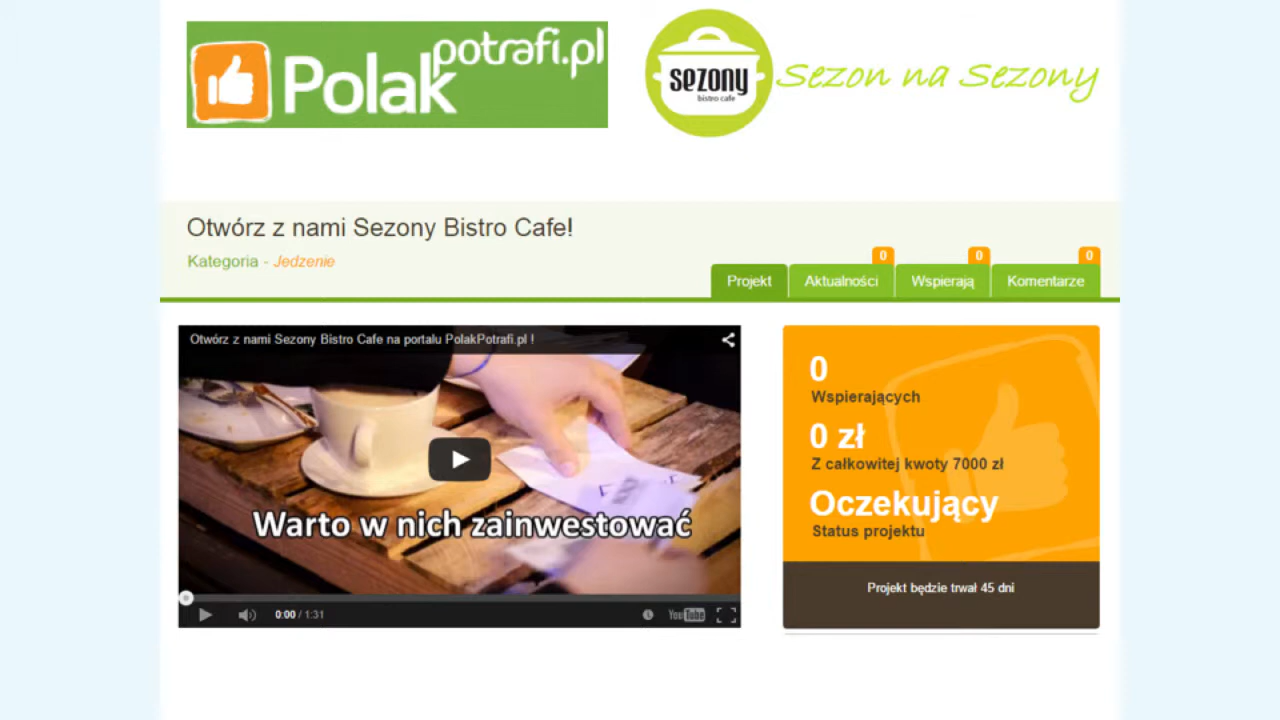 Polak potrafi.pl
sezony
bistro cafe
Sezon na Sezony
Otwórz z nami Sezony Bistro Cafe!
Kategoria - Jedzenie
0 0 0
Projekt Aktualności Wspierają Komentarze
Otwórz z nami Sezony Bistro Cafe na portalu PolakPotrafi.pl !
Warto w nich zainwestować
0:00 / 1:31
YouTube
0
Wspierających
0 zł
Z całkowitej kwoty 7000 zł
Oczekujący
Status projektu
Projekt będzie trwał 45 dni